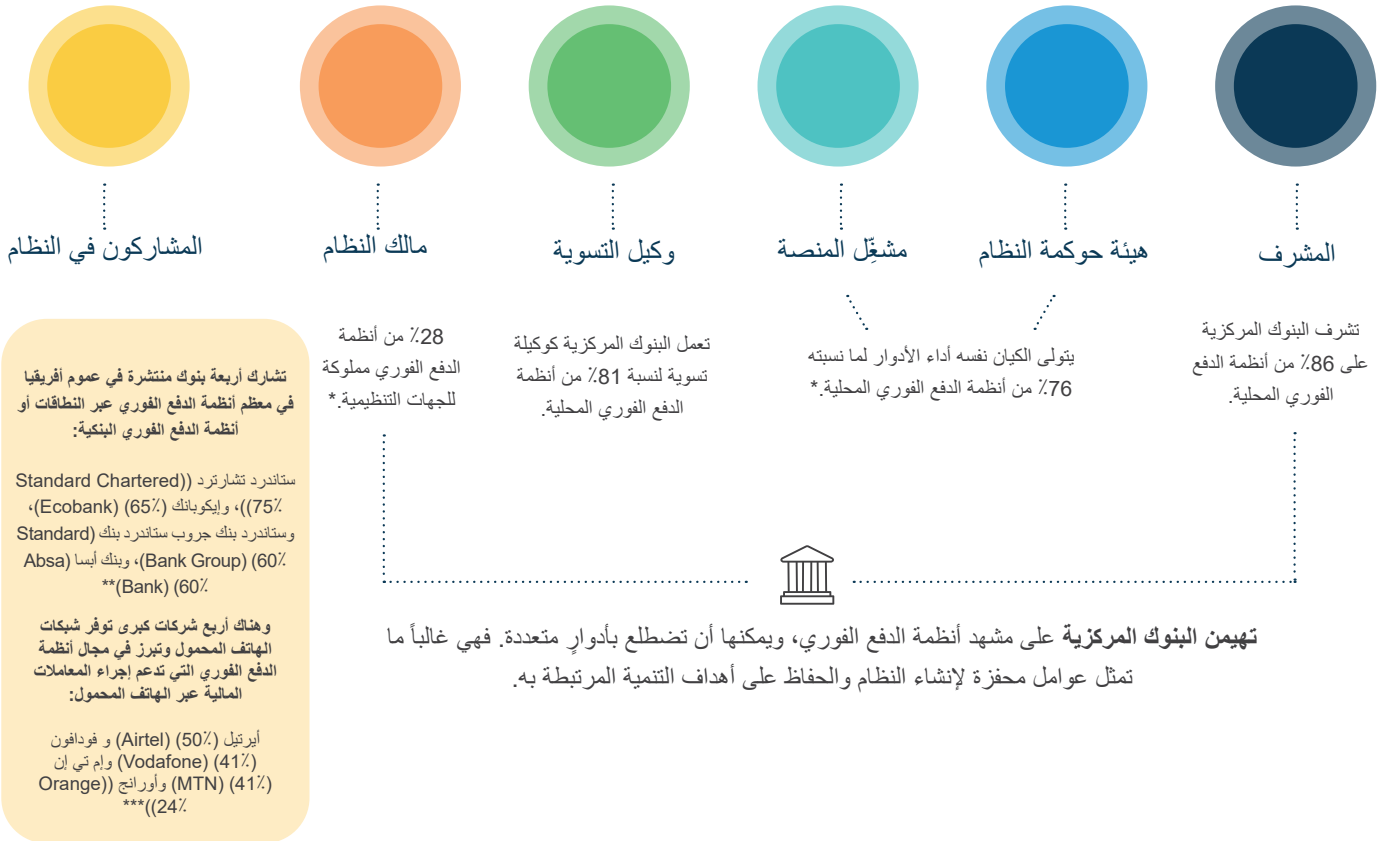 المشرف
هيئة حوكمة النظام
مشغِّل المنصة
وكيل التسوية
مالك النظام
المشاركون في النظام
تشرف البنوك المركزية
على 86٪ من أنظمة الدفع
الفوري المحلية.
يتولى الكيان نفسه أداء الأدوار لما نسبته
76٪ من أنظمة الدفع الفوري المحلية.*
تعمل البنوك المركزية كوكيلة
تسوية لنسبة 81٪ من أنظمة
الدفع الفوري المحلية.
28٪ من أنظمة
الدفع الفوري مملوكة
للجهات التنظيمية.*
تشارك أربعة بنوك منتشرة في عموم أفريقيا
في معظم أنظمة الدفع الفوري عبر النطاقات أو
أنظمة الدفع الفوري البنكية:
ستاندرد تشارترد ((Standard Chartered
75٪))، وإيكوبانك (65٪) (Ecobank)،
وستاندرد بنك جروب ستاندرد بنك (Standard
Bank Group) (60٪)، وبنك أبسا (Absa
Bank) (60٪)**
وهناك أربع شركات كبرى توفر شبكات
الهاتف المحمول وتبرز في مجال أنظمة
الدفع الفوري التي تدعم إجراء المعاملات
المالية عبر الهاتف المحمول:
أيرتيل (50٪) (Airtel) و فودافون
(41٪) (Vodafone) وإم تي إن
(41٪) (MTN) وأورانج ((Orange
24٪))***
تهيمن البنوك المركزية على مشهد أنظمة الدفع الفوري، ويمكنها أن تضطلع بأدوارٍ متعددة. فهي غالباً ما
تمثل عوامل محفزة لإنشاء النظام والحفاظ على أهداف التنمية المرتبطة به.